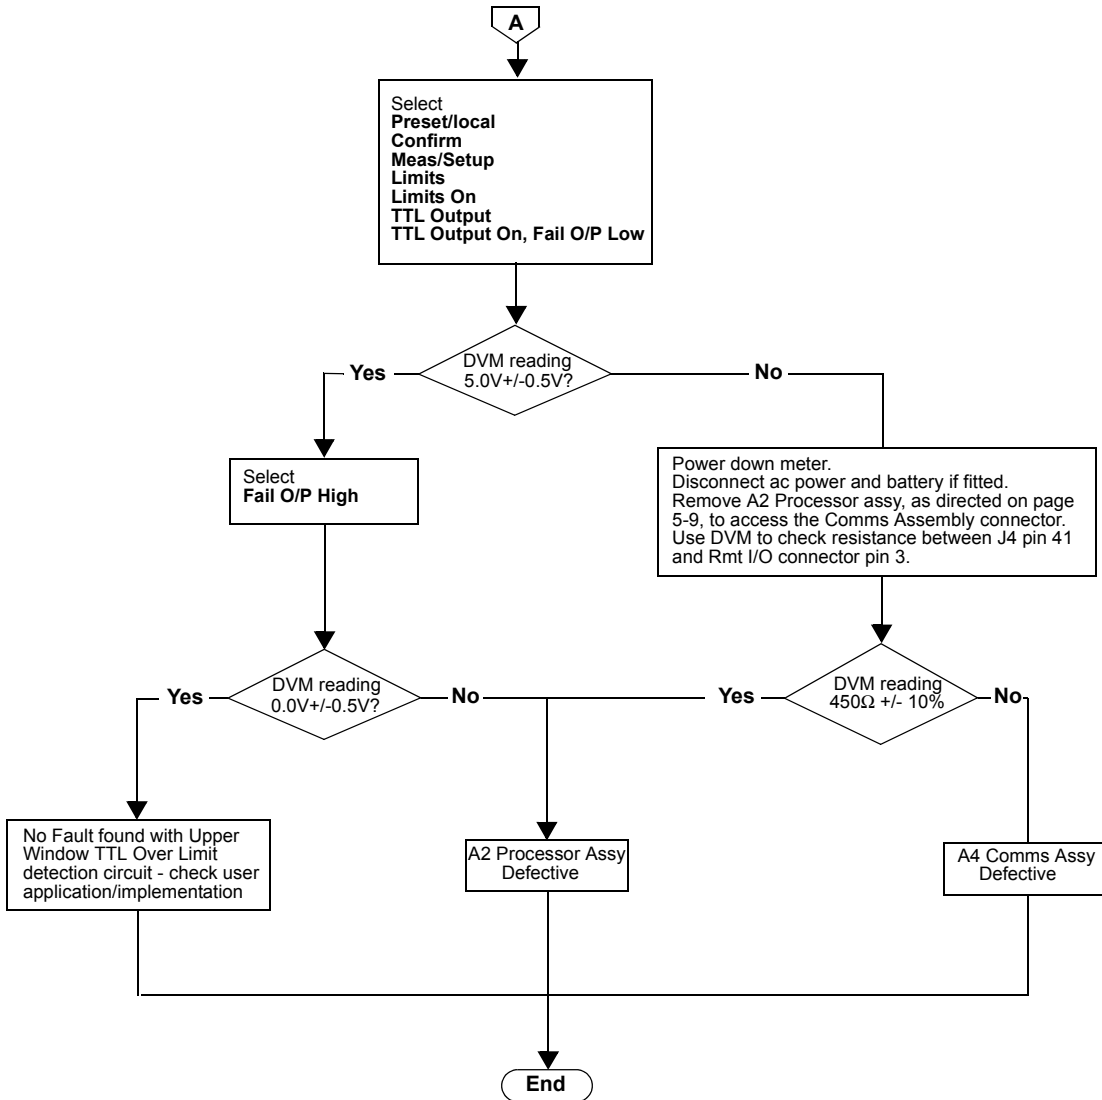 A
Select
Preset/local
Confirm
Meas/Setup
Limits
Limits On
TTL Output
TTL Output On, Fail O/P Low
DVM reading
5.0V+/-0.5V?
Yes
No
Select
Fail O/P High
Power down meter.
Disconnect ac power and battery if fitted.
Remove A2 Processor assy, as directed on page
5-9, to access the Comms Assembly connector.
Use DVM to check resistance between J4 pin 41
and Rmt I/O connector pin 3.
DVM reading
0.0V+/-0.5V?
Yes
No
DVM reading
450Ω +/- 10%
Yes
No
No Fault found with Upper
Window TTL Over Limit
detection circuit - check user
application/implementation
A2 Processor Assy
Defective
A4 Comms Assy
Defective
End